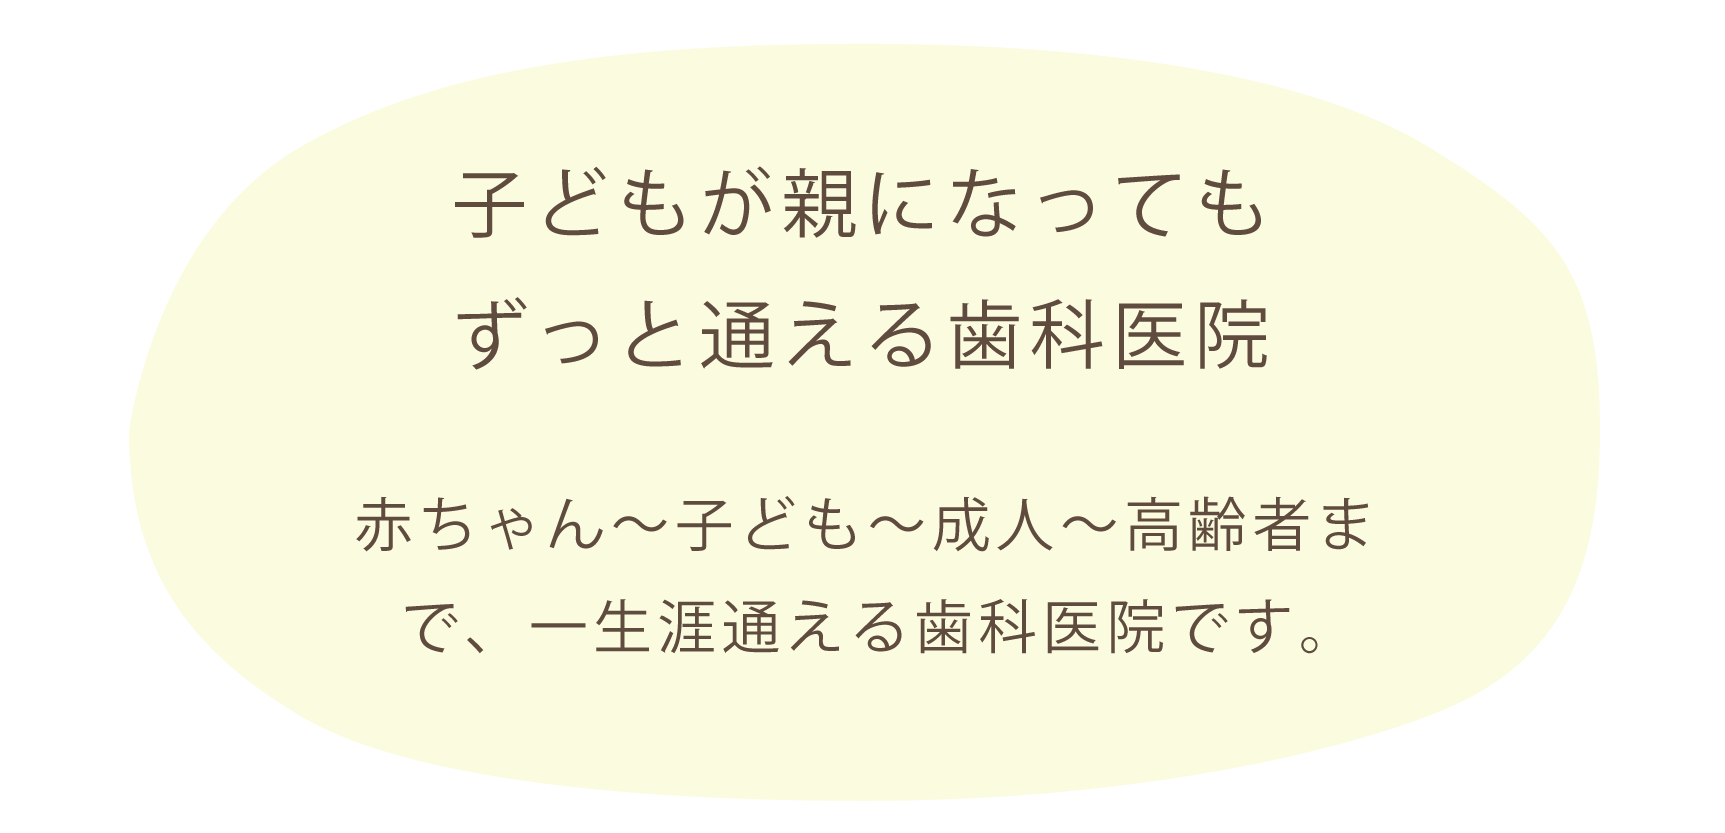 子どもが親になっても
ずっと通える歯科医院
赤ちゃん〜子ども〜成人〜高齢者ま
で、一生涯通える歯科医院です。